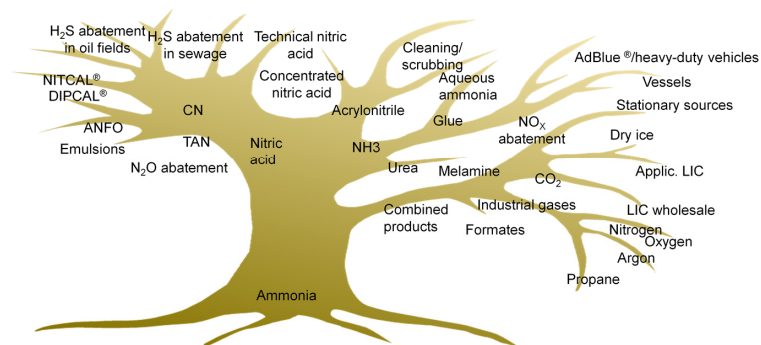 H₂S abatement
in oil fields
H₂S abatement
in sewage
Technical nitric
acid
Concentrated
nitric acid
Cleaning/
scrubbing
Aqueous
ammonia
AdBlue ®/heavy-duty vehicles
Vessels
Stationary sources
NITCAL®
DIPCAL®
CN
Acrylonitrile
Glue
NOₓ
abatement
Dry ice
ANFO
Emulsions
TAN
Nitric
acid
NH3
N₂O abatement
Urea
Melamine
CO₂
Applic. LIC
Combined
products
Industrial gases
Formates
LIC wholesale
Nitrogen
Oxygen
Argon
Propane
Ammonia